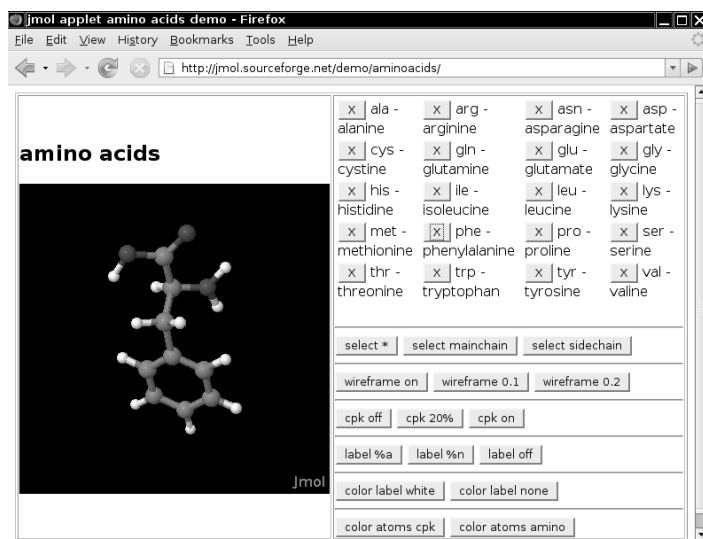 jmol applet amino acids demo - Firefox
File Edit View History Bookmarks Tools Help
http://jmol.sourceforge.net/demo/aminoacids/
amino acids
Jmol
x ala - x arg - x asn - x asp -
alanine arginine asparagine aspartate
x cys - x gln - x glu - x gly -
cystine glutamine glutamate glycine
x his - x ile - x leu - x lys -
histidine isoleucine leucine lysine
x met - x phe - x pro - x ser -
methionine phenylalanine proline serine
x thr - x trp - x tyr - x val -
threonine tryptophan tyrosine valine
select * select mainchain select sidechain
wireframe on wireframe 0.1 wireframe 0.2
cpk off cpk 20% cpk on
label %a label %n label off
color label white color label none
color atoms cpk color atoms amino